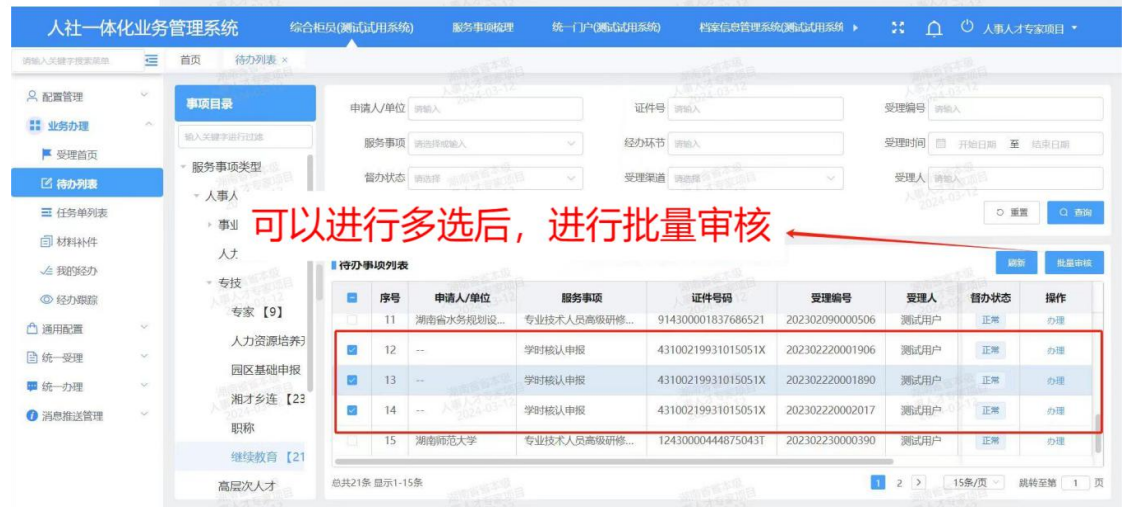 人社一体化业务管理系统 综合柜员(测试试用系统) 服务事项梳理 统一门户(测试试用系统) 档案信息管理系统(测试试用系统 人事人才专家项目
请输入关键字搜索菜单 首页 待办列表 ×
配置管理
业务办理
受理首页
待办列表
任务单列表
材料补件
我的经办
经办跟踪
通用配置
统一受理
统一办理
消息推送管理
事项目录
输入关键字进行过滤
服务事项类型
人事人
事业
人才
专技
专家【9】
人力资源培养
园区基础申报
湘才乡连【23
职称
继续教育【21
高层次人才
申请人/单位 请输入 证件号 请输入 受理编号 请输入
服务事项 请选择或输入 经办环节 请输入 受理时间 开始日期 至 结束日期
督办状态 请选择 受理渠道 请选择 受理人 请输入
重置 查询
可以进行多选后，进行批量审核
待办事项列表 刷新 批量审核
序号 申请人/单位 服务事项 证件号码 受理编号 受理人 督办状态 操作
11 湖南省水务规划设... 专业技术人员高级研修... 914300001837686521 202302090000506 测试用户 正常 办理
12 -- 学时核认申报 43100219931015051X 202302220001906 测试用户 正常 办理
13 -- 学时核认申报 43100219931015051X 202302220001890 测试用户 正常 办理
14 -- 学时核认申报 43100219931015051X 202302220002017 测试用户 正常 办理
15 湖南师范大学 专业技术人员高级研修... 12430000444875043T 202302230000390 测试用户 正常 办理
总共21条 显示1-15条 1 2 > 15条/页 跳转至第 1 页